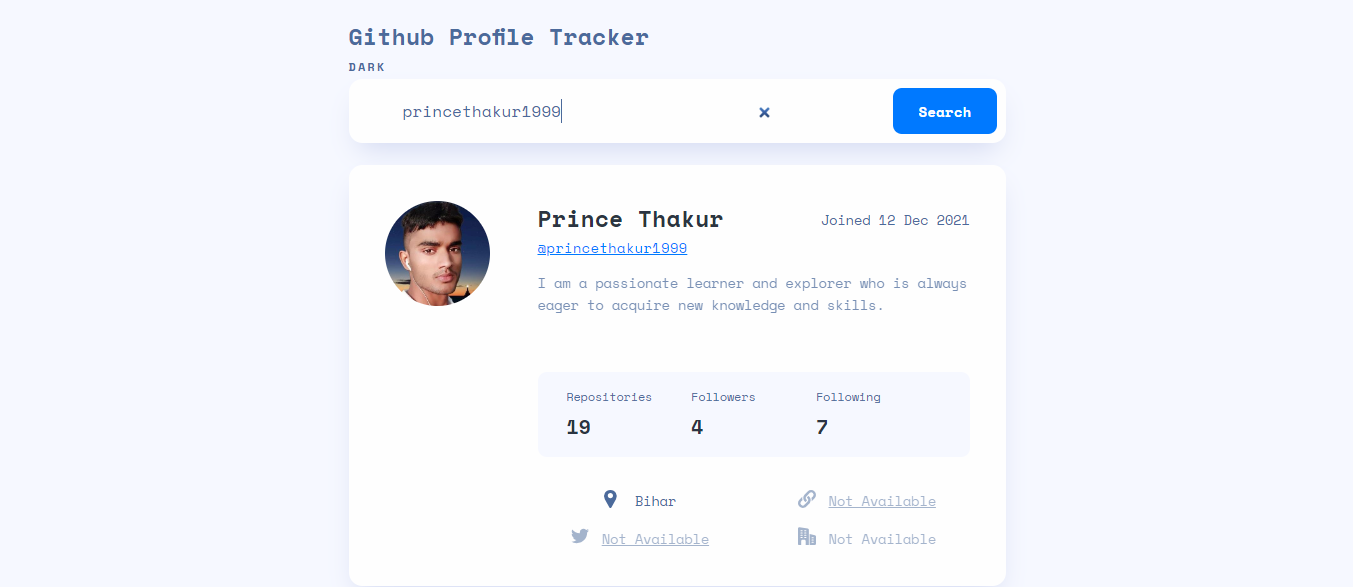 Github Profile Tracker
DARK
princethakur1999
Search
Prince Thakur
Joined 12 Dec 2021
@princethakur1999
I am a passionate learner and explorer who is always
eager to acquire new knowledge and skills.
Repositories Followers Following
19 4 7
Bihar Not Available
Not Available Not Available